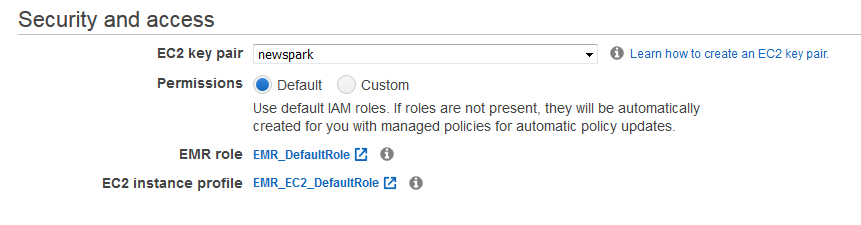 Security and access
EC2 key pair newspark Learn how to create an EC2 key pair.
Permissions Default Custom
Use default IAM roles. If roles are not present, they will be automatically
created for you with managed policies for automatic policy updates.
EMR role EMR_DefaultRole
EC2 instance profile EMR_EC2_DefaultRole